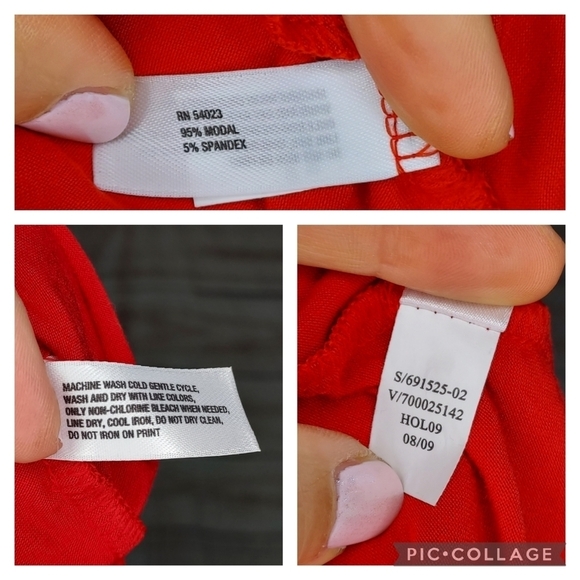 RN 54023
95% MODAL
5% SPANDEX
MACHINE WASH COLD GENTLE CYCLE,
WASH AND DRY WITH LIKE COLORS,
ONLY NON-CHLORINE BLEACH WHEN NEEDED,
LINE DRY, COOL IRON, DO NOT DRY CLEAN,
DO NOT IRON ON PRINT
S/691525-02
V/700025142
HOL09
08/09
PIC•COLLAGE